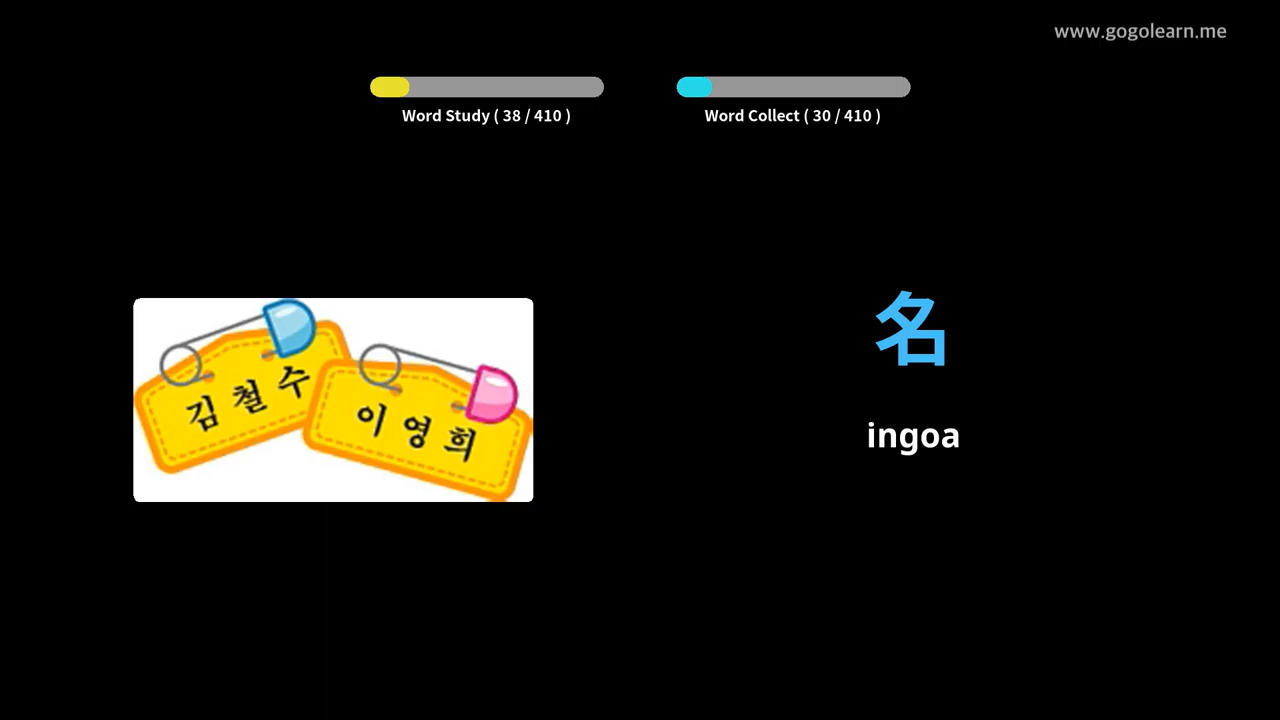 www.gogolearn.me
Word Study ( 38 / 410 )
Word Collect ( 30 / 410 )
김철수
이영희
名
ingoa